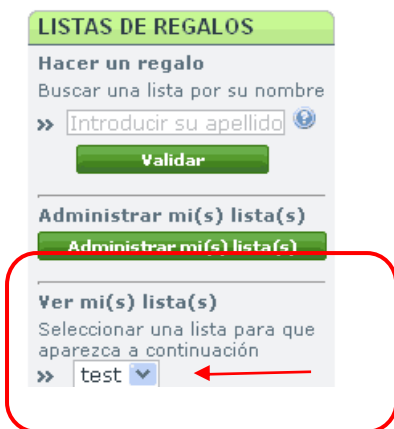 LISTAS DE REGALOS
Hacer un regalo
Buscar una lista por su nombre
» Introducir su apellido
Validar
Administrar mi(s) lista(s)
Administrar mi(s) lista(s)
Ver mi(s) lista(s)
Seleccionar una lista para que
aparezca a continuación
» test